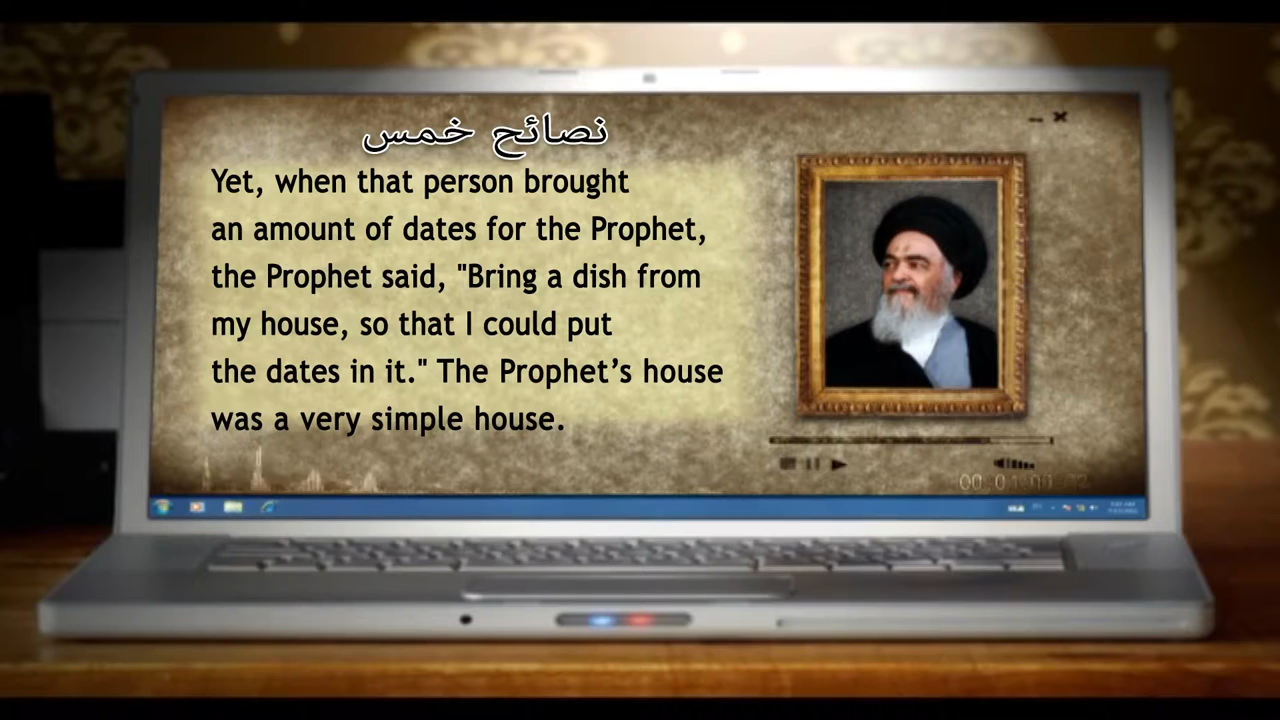 نصائح خمس
Yet, when that person brought
an amount of dates for the Prophet,
the Prophet said, "Bring a dish from
my house, so that I could put
the dates in it." The Prophet’s house
was a very simple house.